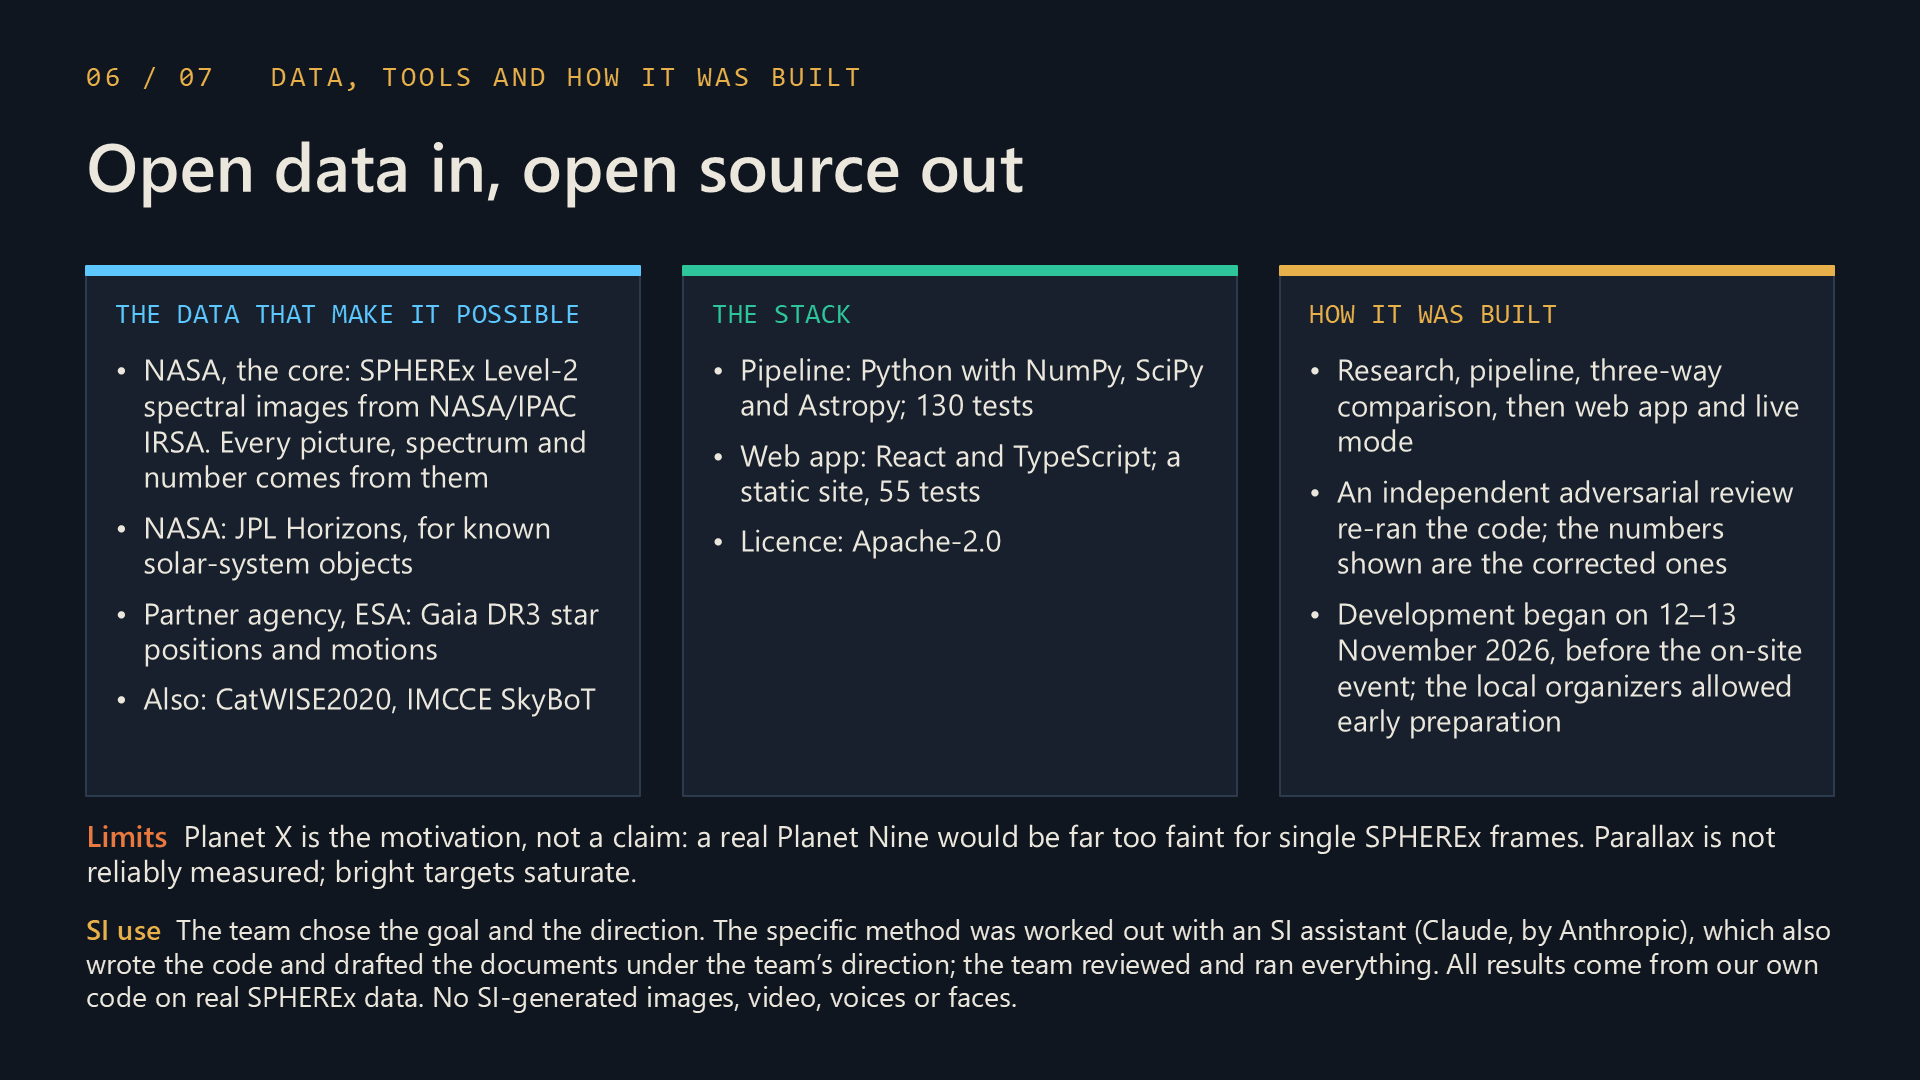 06 / 07 DATA, TOOLS AND HOW IT WAS BUILT
Open data in, open source out
THE DATA THAT MAKE IT POSSIBLE
• NASA, the core: SPHEREx Level-2
spectral images from NASA/IPAC
IRSA. Every picture, spectrum and
number comes from them
• NASA: JPL Horizons, for known
solar-system objects
• Partner agency, ESA: Gaia DR3 star
positions and motions
• Also: CatWISE2020, IMCCE SkyBoT
THE STACK
• Pipeline: Python with NumPy, SciPy
and Astropy; 130 tests
• Web app: React and TypeScript; a
static site, 55 tests
• Licence: Apache-2.0
HOW IT WAS BUILT
• Research, pipeline, three-way
comparison, then web app and live
mode
• An independent adversarial review
re-ran the code; the numbers
shown are the corrected ones
• Development began on 12–13
November 2026, before the on-site
event; the local organizers allowed
early preparation
Limits Planet X is the motivation, not a claim: a real Planet Nine would be far too faint for single SPHEREx frames. Parallax is not
reliably measured; bright targets saturate.
SI use The team chose the goal and the direction. The specific method was worked out with an SI assistant (Claude, by Anthropic), which also
wrote the code and drafted the documents under the team’s direction; the team reviewed and ran everything. All results come from our own
code on real SPHEREx data. No SI-generated images, video, voices or faces.